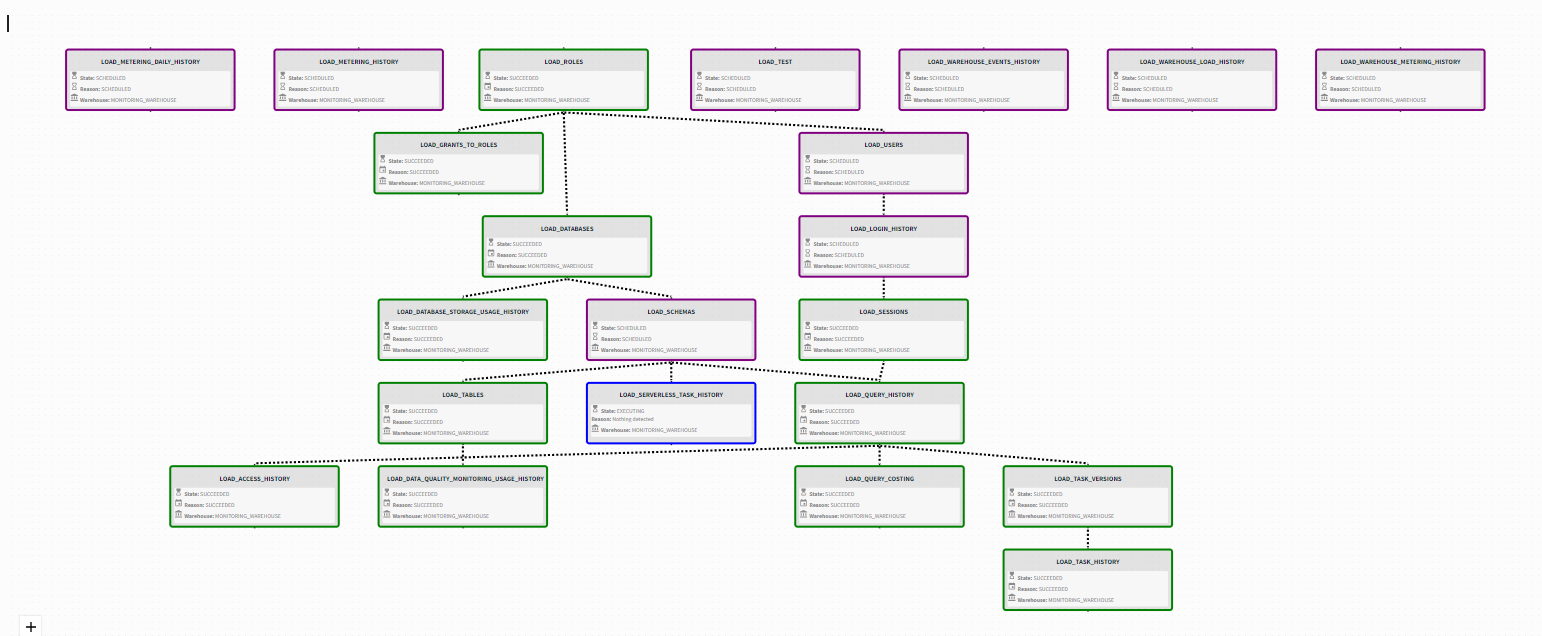 LOAD_METERING_DAILY_HISTORY
State: SCHEDULED
Reason: SCHEDULED
Warehouse: MONITORING_WAREHOUSE
LOAD_METERING_HISTORY
State: SCHEDULED
Reason: SCHEDULED
Warehouse: MONITORING_WAREHOUSE
LOAD_ROLES
State: SUCCEEDED
Reason: SUCCEEDED
Warehouse: MONITORING_WAREHOUSE
LOAD_TEST
State: SCHEDULED
Reason: SCHEDULED
Warehouse: MONITORING_WAREHOUSE
LOAD_WAREHOUSE_EVENTS_HISTORY
State: SCHEDULED
Reason: SCHEDULED
Warehouse: MONITORING_WAREHOUSE
LOAD_WAREHOUSE_LOAD_HISTORY
State: SCHEDULED
Reason: SCHEDULED
Warehouse: MONITORING_WAREHOUSE
LOAD_WAREHOUSE_METERING_HISTORY
State: SCHEDULED
Reason: SCHEDULED
Warehouse: MONITORING_WAREHOUSE
LOAD_GRANTS_TO_ROLES
State: SUCCEEDED
Reason: SUCCEEDED
Warehouse: MONITORING_WAREHOUSE
LOAD_USERS
State: SCHEDULED
Reason: SCHEDULED
Warehouse: MONITORING_WAREHOUSE
LOAD_DATABASES
State: SUCCEEDED
Reason: SUCCEEDED
Warehouse: MONITORING_WAREHOUSE
LOAD_LOGIN_HISTORY
State: SCHEDULED
Reason: SCHEDULED
Warehouse: MONITORING_WAREHOUSE
LOAD_DATABASE_STORAGE_USAGE_HISTORY
State: SUCCEEDED
Reason: SUCCEEDED
Warehouse: MONITORING_WAREHOUSE
LOAD_SCHEMAS
State: SCHEDULED
Reason: SCHEDULED
Warehouse: MONITORING_WAREHOUSE
LOAD_SESSIONS
State: SUCCEEDED
Reason: SUCCEEDED
Warehouse: MONITORING_WAREHOUSE
LOAD_TABLES
State: SUCCEEDED
Reason: SUCCEEDED
Warehouse: MONITORING_WAREHOUSE
LOAD_SERVERLESS_TASK_HISTORY
State: EXECUTING
Reason: Nothing detected
Warehouse: MONITORING_WAREHOUSE
LOAD_QUERY_HISTORY
State: SUCCEEDED
Reason: SUCCEEDED
Warehouse: MONITORING_WAREHOUSE
LOAD_ACCESS_HISTORY
State: SUCCEEDED
Reason: SUCCEEDED
Warehouse: MONITORING_WAREHOUSE
LOAD_DATA_QUALITY_MONITORING_USAGE_HISTORY
State: SUCCEEDED
Reason: SUCCEEDED
Warehouse: MONITORING_WAREHOUSE
LOAD_QUERY_COSTING
State: SUCCEEDED
Reason: SUCCEEDED
Warehouse: MONITORING_WAREHOUSE
LOAD_TASK_VERSIONS
State: SUCCEEDED
Reason: SUCCEEDED
Warehouse: MONITORING_WAREHOUSE
LOAD_TASK_HISTORY
State: SUCCEEDED
Reason: SUCCEEDED
Warehouse: MONITORING_WAREHOUSE
+